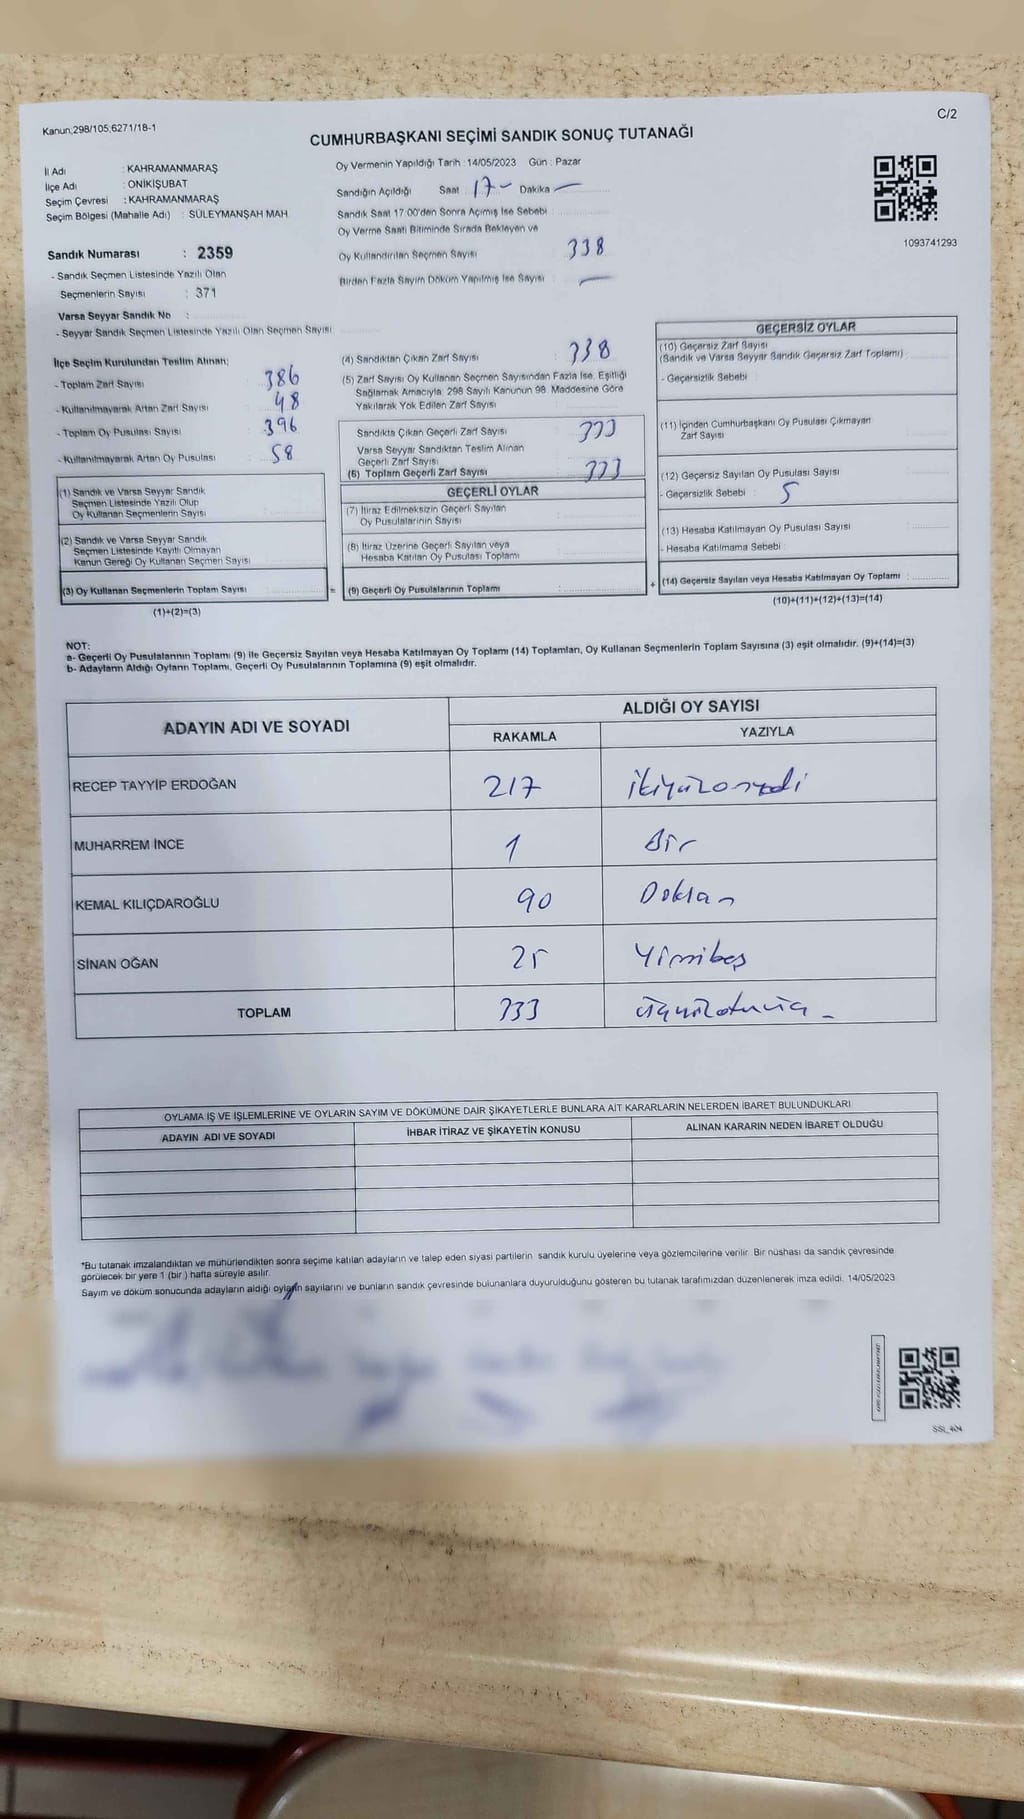 Kanun;298/105;6271/18-1
C/2
CUMHURBAŞKANI SEÇİMİ SANDIK SONUÇ TUTANAĞI
İl Adı : KAHRAMANMARAŞ
İlçe Adı : ONİKİŞUBAT
Seçim Çevresi : KAHRAMANMARAŞ
Seçim Bölgesi (Mahalle Adı) : SÜLEYMANŞAH MAH.
Oy Vermenin Yapıldığı Tarih : 14/05/2023 Gün : Pazar
Sandığın Açıldığı Saat : 17 - Dakika : —
Sandık Saat 17:00'den Sonra Açılmış İse Sebebi :
Oy Verme Saati Bitiminde Sırada Bekleyen ve
Oy Kullandırılan Seçmen Sayısı : 338
Birden Fazla Sayım Döküm Yapılmış İse Sayısı : —
1093741293
Sandık Numarası : 2359
- Sandık Seçmen Listesinde Yazılı Olan
Seçmenlerin Sayısı : 371
Varsa Seyyar Sandık No :
- Seyyar Sandık Seçmen Listesinde Yazılı Olan Seçmen Sayısı
İlçe Seçim Kurulundan Teslim Alınan;
- Toplam Zarf Sayısı 386
- Kullanılmayarak Artan Zarf Sayısı 48
- Toplam Oy Pusulası Sayısı 396
- Kullanılmayarak Artan Oy Pusulası 58
(4) Sandıktan Çıkan Zarf Sayısı : 338
(5) Zarf Sayısı Oy Kullanan Seçmen Sayısından Fazla İse, Eşitliği
Sağlamak Amacıyla; 298 Sayılı Kanunun 98. Maddesine Göre
Yakılarak Yok Edilen Zarf Sayısı
Sandıkta Çıkan Geçerli Zarf Sayısı : 333
Varsa Seyyar Sandıktan Teslim Alınan
Geçerli Zarf Sayısı
(6) Toplam Geçerli Zarf Sayısı : 333
(1) Sandık ve Varsa Seyyar Sandık
Seçmen Listesinde Yazılı Olup
Oy Kullanan Seçmenlerin Sayısı
(2) Sandık ve Varsa Seyyar Sandık
Seçmen Listesinde Kayıtlı Olmayan
Kanun Gereği Oy Kullanan Seçmen Sayısı
(3) Oy Kullanan Seçmenlerin Toplam Sayısı
(1)+(2)=(3)
=
GEÇERLİ OYLAR
(7) İtiraz Edilmeksizin Geçerli Sayılan
Oy Pusulalarının Sayısı
(8) İtiraz Üzerine Geçerli Sayılan veya
Hesaba Katılan Oy Pusulası Toplamı
(9) Geçerli Oy Pusulalarının Toplamı
+
GEÇERSİZ OYLAR
(10) Geçersiz Zarf Sayısı
(Sandık ve Varsa Seyyar Sandık Geçersiz Zarf Toplamı)
- Geçersizlik Sebebi
(11) İçinden Cumhurbaşkanı Oy Pusulası Çıkmayan
Zarf Sayısı
(12) Geçersiz Sayılan Oy Pusulası Sayısı
- Geçersizlik Sebebi : 5
(13) Hesaba Katılmayan Oy Pusulası Sayısı
- Hesaba Katılmama Sebebi
(14) Geçersiz Sayılan veya Hesaba Katılmayan Oy Toplamı :
(10)+(11)+(12)+(13)=(14)
NOT:
a- Geçerli Oy Pusulalarının Toplamı (9) ile Geçersiz Sayılan veya Hesaba Katılmayan Oy Toplamı (14) Toplamları, Oy Kullanan Seçmenlerin Toplam Sayısına (3) eşit olmalıdır. (9)+(14)=(3)
b- Adayların Aldığı Oyların Toplamı, Geçerli Oy Pusulalarının Toplamına (9) eşit olmalıdır.
ADAYIN ADI VE SOYADI
ALDIĞI OY SAYISI
RAKAMLA YAZIYLA
RECEP TAYYİP ERDOĞAN 217 ikiyüzonyedi
MUHARREM İNCE 1 Bir
KEMAL KILIÇDAROĞLU 90 Doksan
SİNAN OĞAN 25 Yirmibeş
TOPLAM 333 üçyüzotuzüç -
OYLAMA İŞ VE İŞLEMLERİNE VE OYLARIN SAYIM VE DÖKÜMÜNE DAİR ŞİKAYETLERLE BUNLARA AİT KARARLARIN NELERDEN İBARET BULUNDUKLARI
ADAYIN ADI VE SOYADI İHBAR İTİRAZ VE ŞİKAYETİN KONUSU ALINAN KARARIN NEDEN İBARET OLDUĞU
*Bu tutanak imzalandıktan ve mühürlendikten sonra seçime katılan adayların ve talep eden siyasi partilerin sandık kurulu üyelerine veya gözlemcilerine verilir. Bir nüshası da sandık çevresinde
görülecek bir yere 1 (bir) hafta süreyle asılır.
Sayım ve döküm sonucunda adayların aldığı oyların sayılarını ve bunların sandık çevresinde bulunanlara duyurulduğunu gösteren bu tutanak tarafımızdan düzenlenerek imza edildi. 14/05/2023
SSL_404